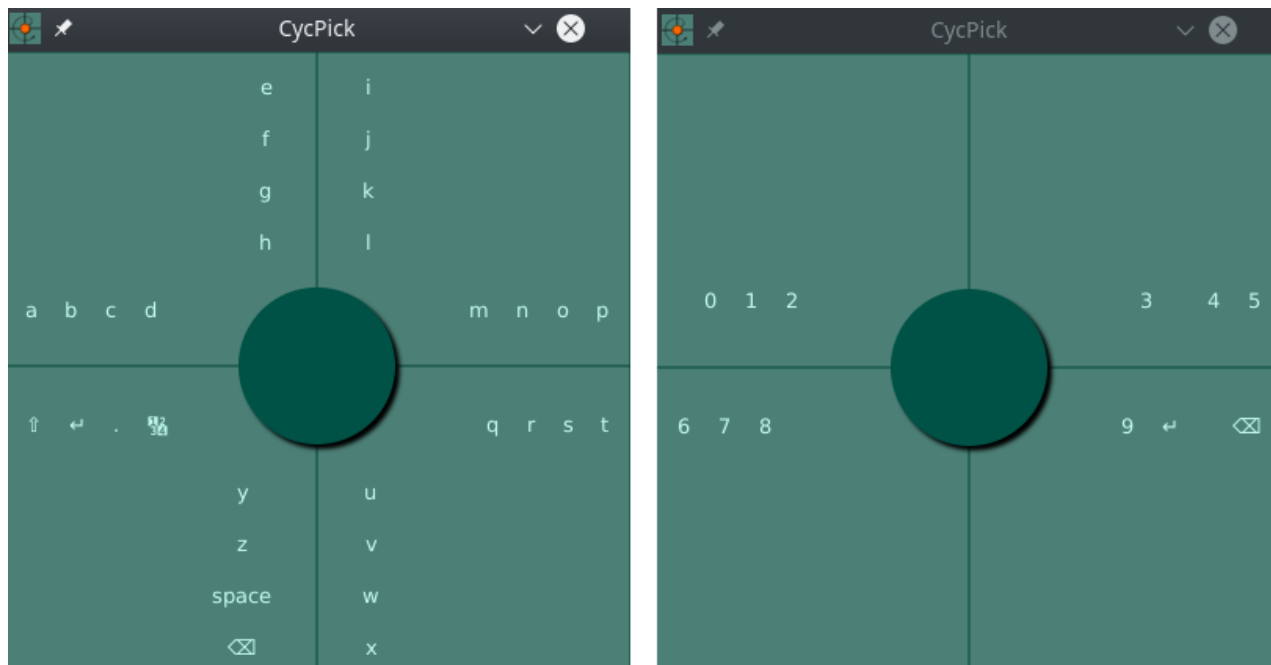 CycPick
e i
f j
g k
h l
a b c d m n o p
⇧ ↵ . 🔢 q r s t
y u
z v
space w
⌫ x
CycPick
0 1 2 3 4 5
6 7 8 9 ↵ ⌫